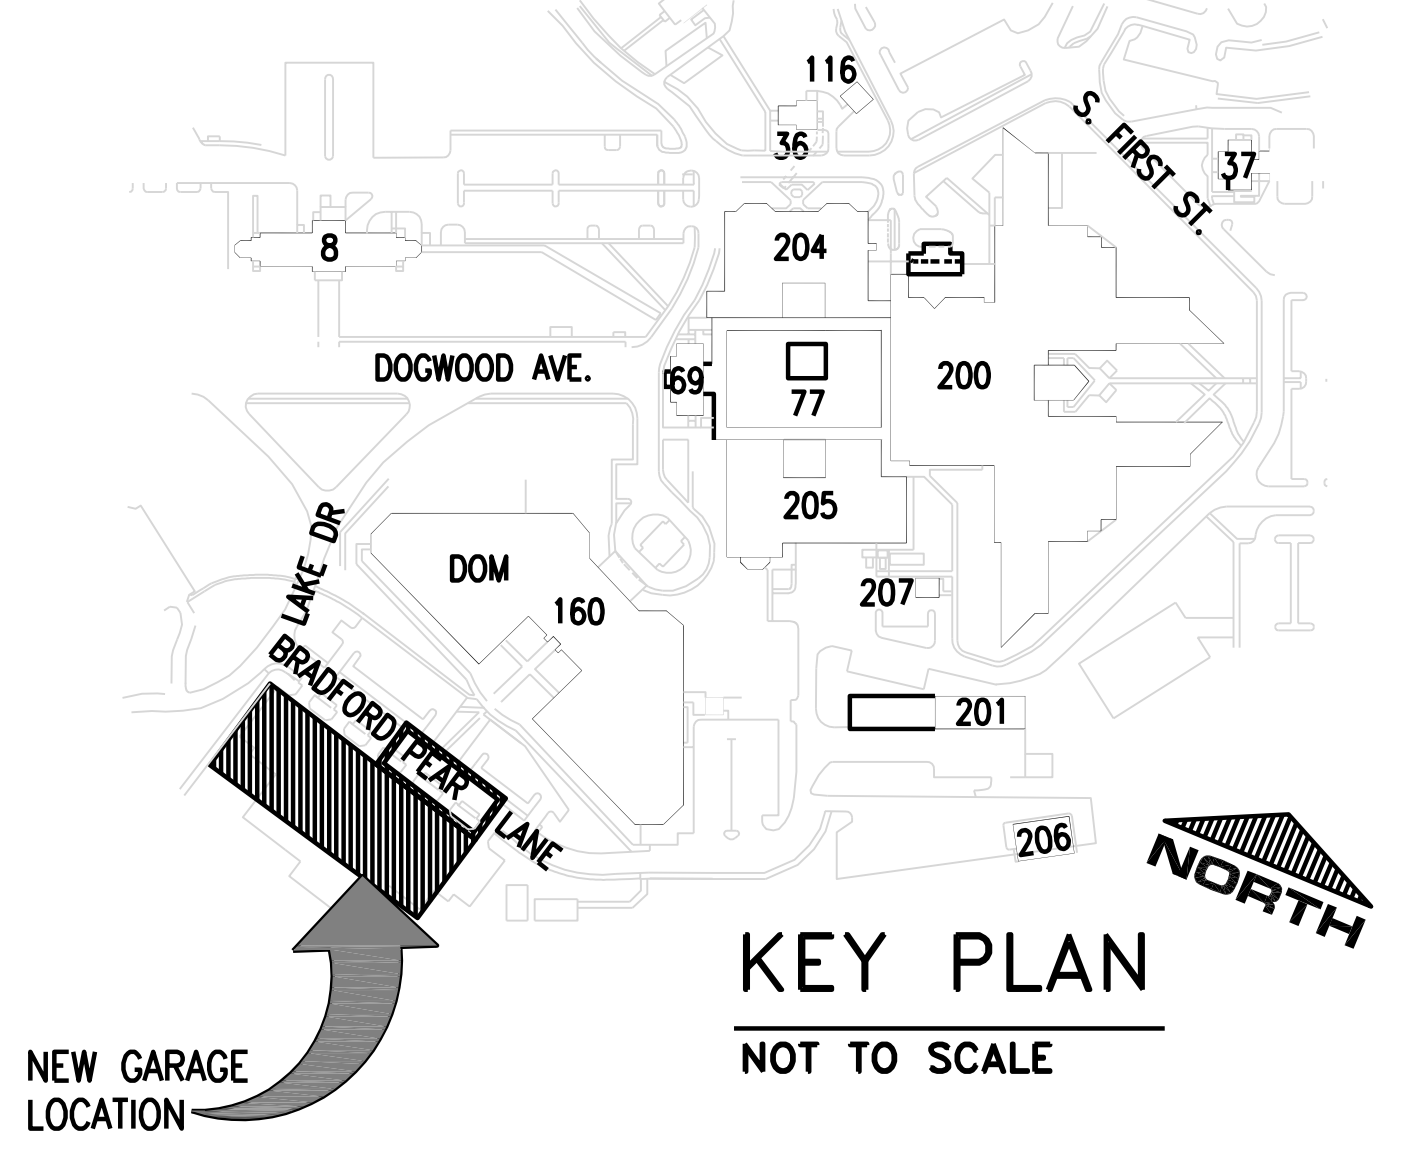 116
36
S. FIRST ST.
37
8
204
DOGWOOD AVE.
69
77
200
205
LAKE DR
DOM
160
207
BRADFORD
PEAR
LANE
201
206
NORTH
KEY PLAN
NOT TO SCALE
NEW GARAGE
LOCATION